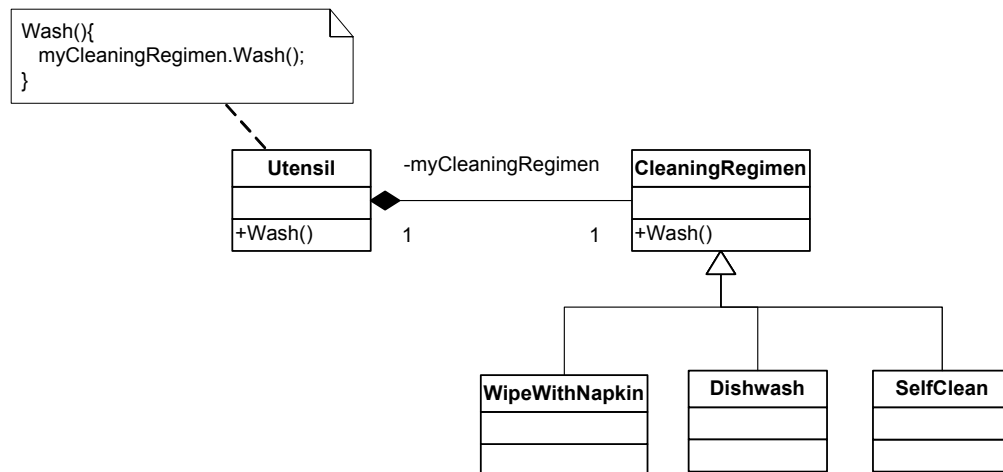 Wash(){
myCleaningRegimen.Wash();
}
Utensil
-myCleaningRegimen
CleaningRegimen
+Wash()
1
1
+Wash()
WipeWithNapkin
Dishwash
SelfClean